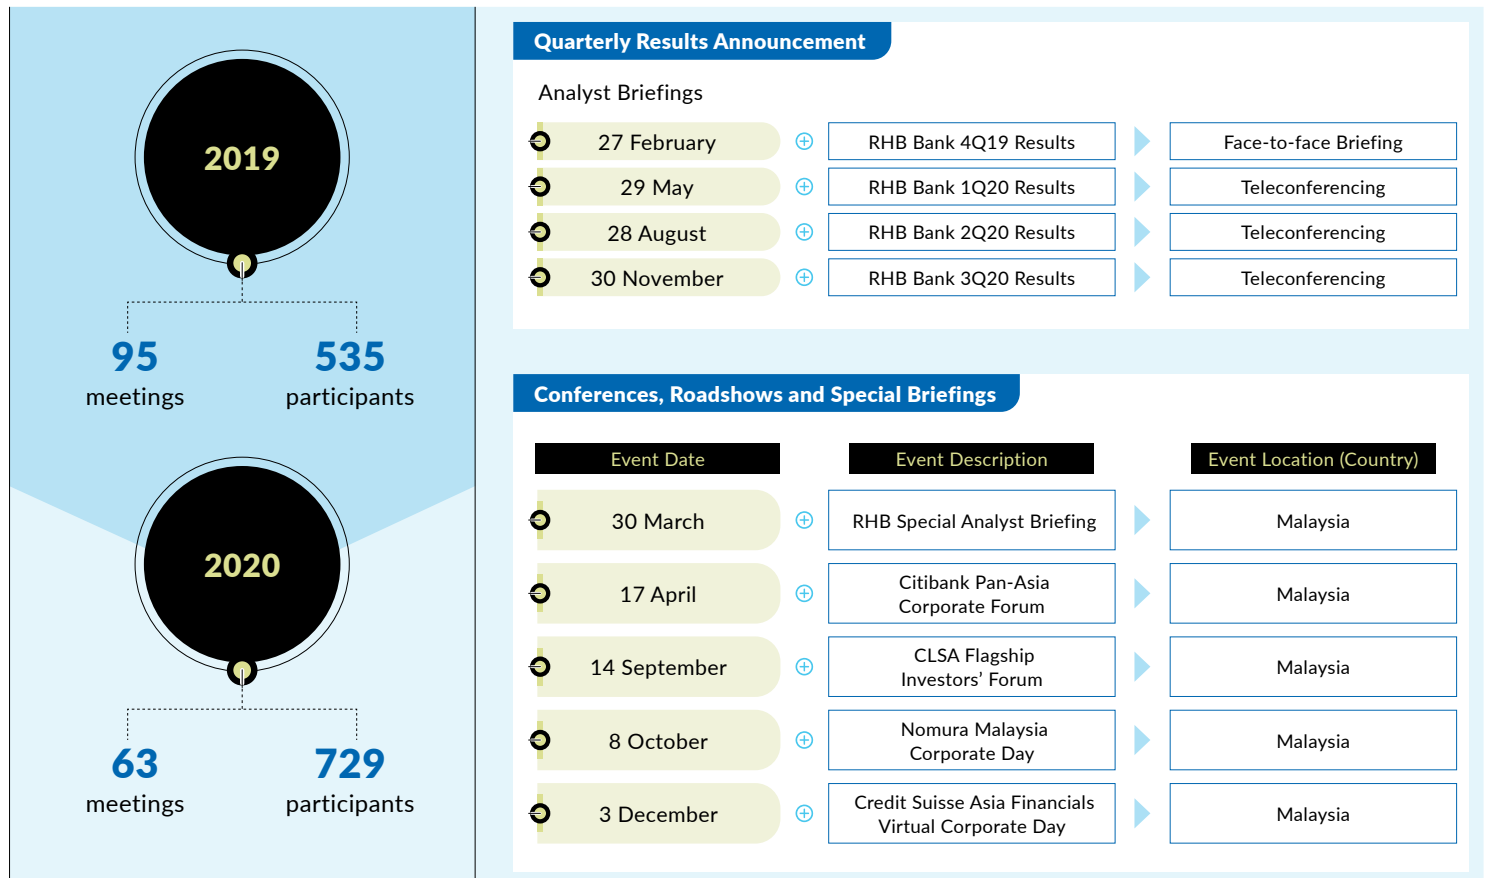 2019
95
meetings
535
participants
2020
63
meetings
729
participants
Quarterly Results Announcement
Analyst Briefings
27 February
RHB Bank 4Q19 Results
Face-to-face Briefing
29 May
RHB Bank 1Q20 Results
Teleconferencing
28 August
RHB Bank 2Q20 Results
Teleconferencing
30 November
RHB Bank 3Q20 Results
Teleconferencing
Conferences, Roadshows and Special Briefings
Event Date
Event Description
Event Location (Country)
30 March
RHB Special Analyst Briefing
Malaysia
17 April
Citibank Pan-Asia
Corporate Forum
Malaysia
14 September
CLSA Flagship
Investors’ Forum
Malaysia
8 October
Nomura Malaysia
Corporate Day
Malaysia
3 December
Credit Suisse Asia Financials
Virtual Corporate Day
Malaysia